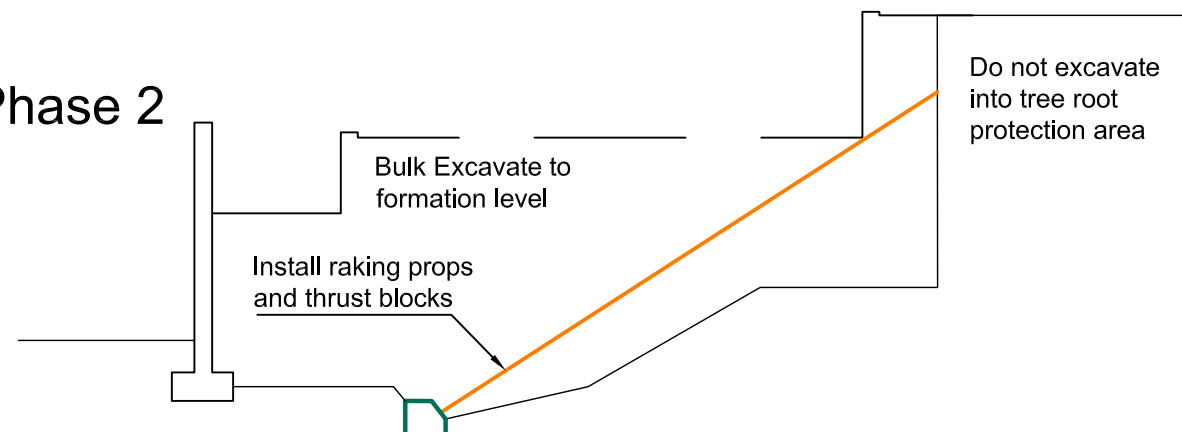 Phase 2
Do not excavate
into tree root
protection area
Bulk Excavate to
formation level
Install raking props
and thrust blocks